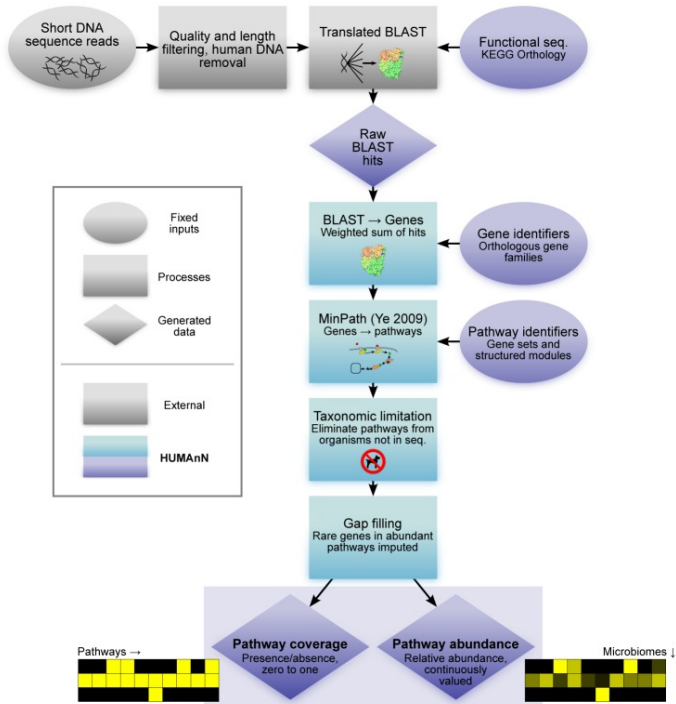 Short DNA
sequence reads
Quality and length
filtering, human DNA
removal
Translated BLAST
Functional seq.
KEGG Orthology
Raw
BLAST
hits
BLAST → Genes
Weighted sum of hits
Gene identifiers
Orthologous gene
families
MinPath (Ye 2009)
Genes → pathways
Pathway identifiers
Gene sets and
structured modules
Taxonomic limitation
Eliminate pathways from
organisms not in seq.
Gap filling
Rare genes in abundant
pathways imputed
Fixed
inputs
Processes
Generated
data
External
HUMAnN
Pathway coverage
Presence/absence,
zero to one
Pathway abundance
Relative abundance,
continuously
valued
Pathways →
Microbiomes ↓